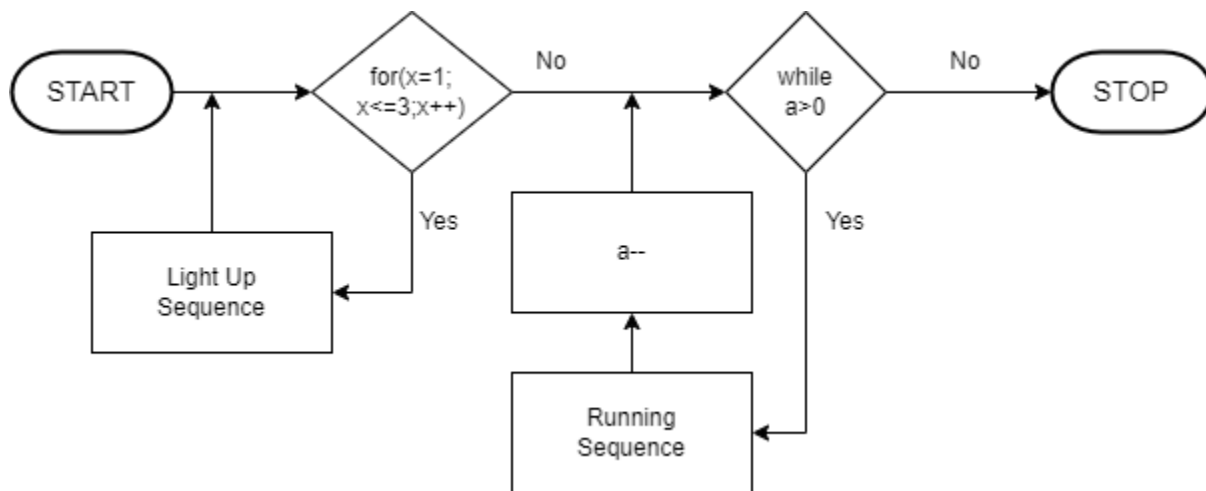 START
for(x=1;
x<=3;x++)
No
while
a>0
No
STOP
Yes
Light Up
Sequence
a--
Yes
Running
Sequence